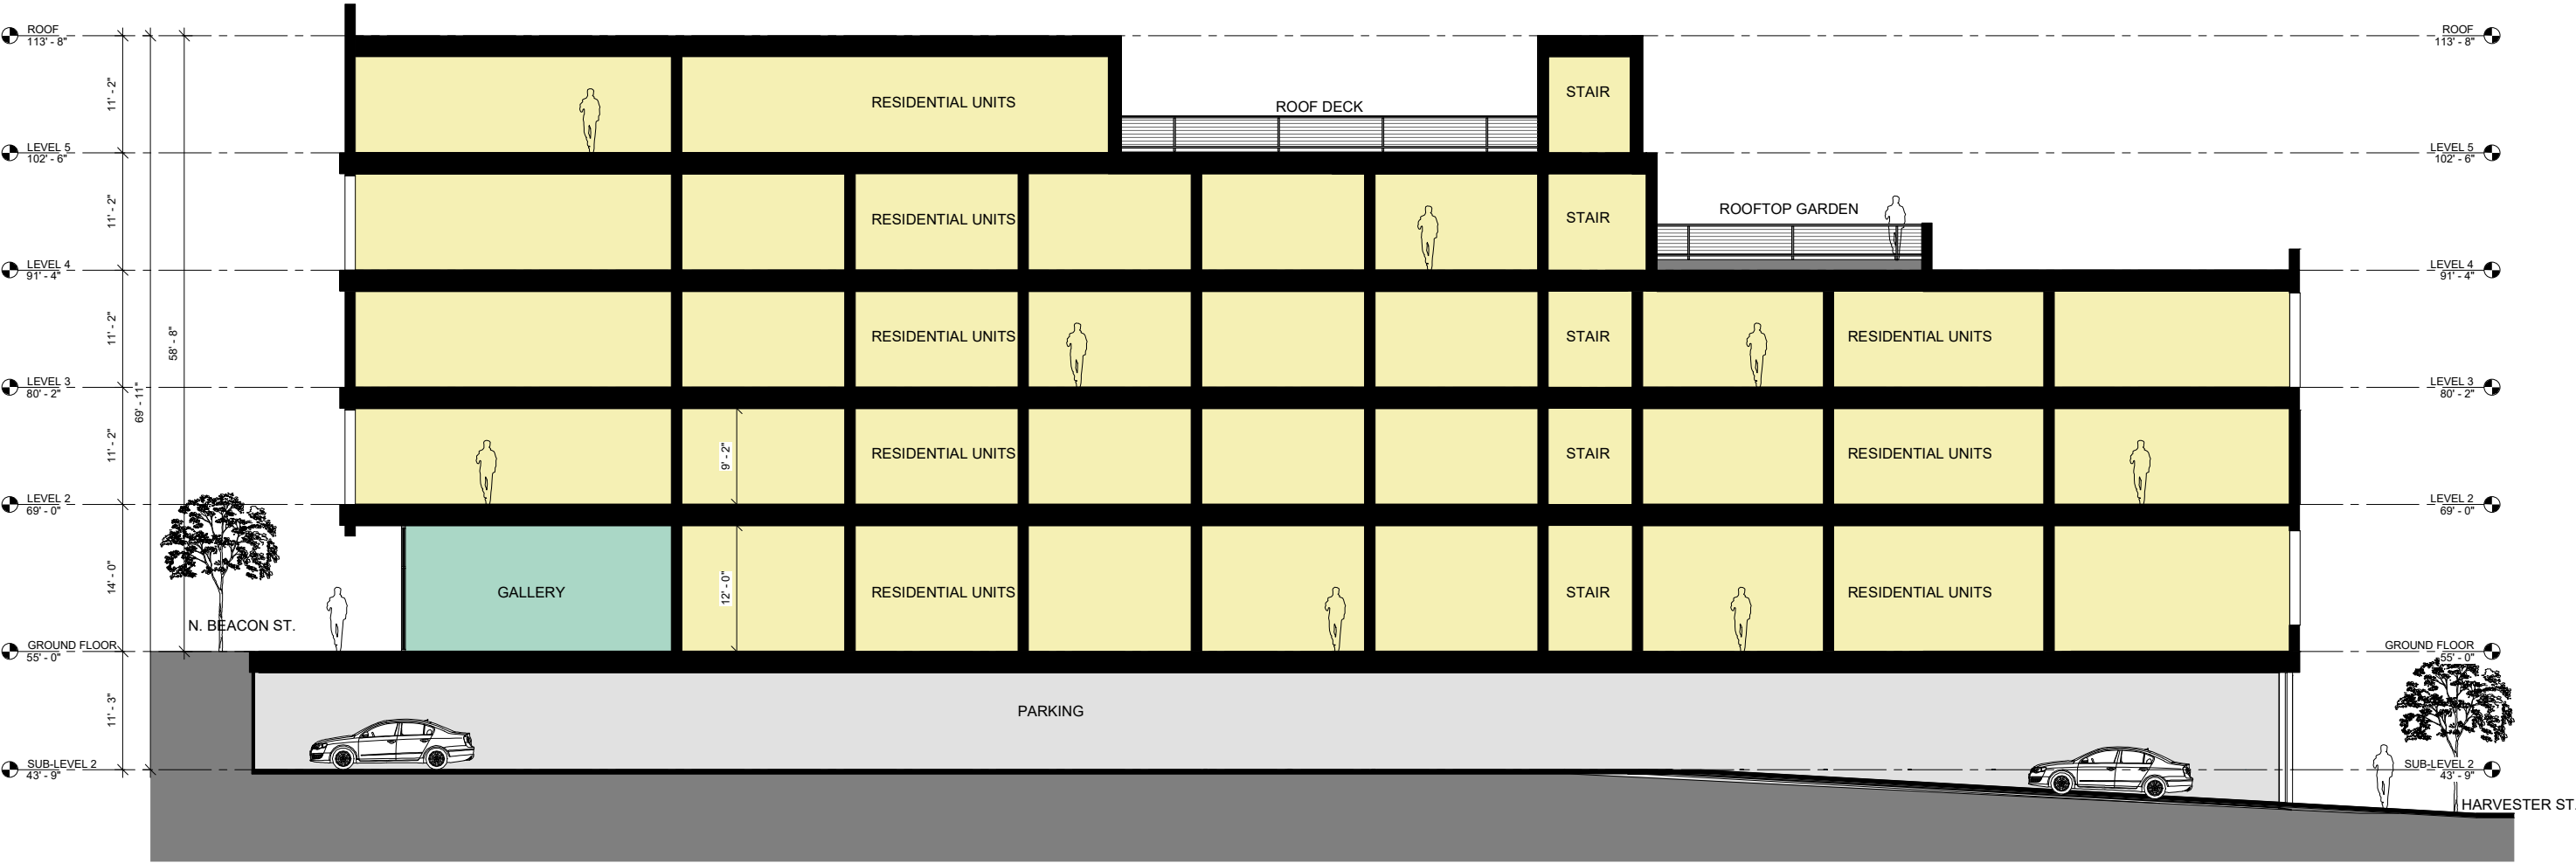 ROOF
113' - 8"
ROOF
113' - 8"
11' - 2"
RESIDENTIAL UNITS
STAIR
ROOF DECK
LEVEL 5
102' - 6"
LEVEL 5
102' - 6"
11' - 2"
RESIDENTIAL UNITS
STAIR
ROOFTOP GARDEN
LEVEL 4
91' - 4"
LEVEL 4
91' - 4"
11' - 2"
58' - 8"
RESIDENTIAL UNITS
STAIR
RESIDENTIAL UNITS
LEVEL 3
80' - 2"
LEVEL 3
80' - 2"
69' - 11"
11' - 2"
9' - 2"
RESIDENTIAL UNITS
STAIR
RESIDENTIAL UNITS
LEVEL 2
69' - 0"
LEVEL 2
69' - 0"
14' - 0"
GALLERY
12' - 0"
RESIDENTIAL UNITS
STAIR
RESIDENTIAL UNITS
N. BEACON ST.
GROUND FLOOR
55' - 0"
GROUND FLOOR
55' - 0"
11' - 3"
PARKING
SUB-LEVEL 2
43' - 9"
SUB-LEVEL 2
43' - 9"
HARVESTER ST.